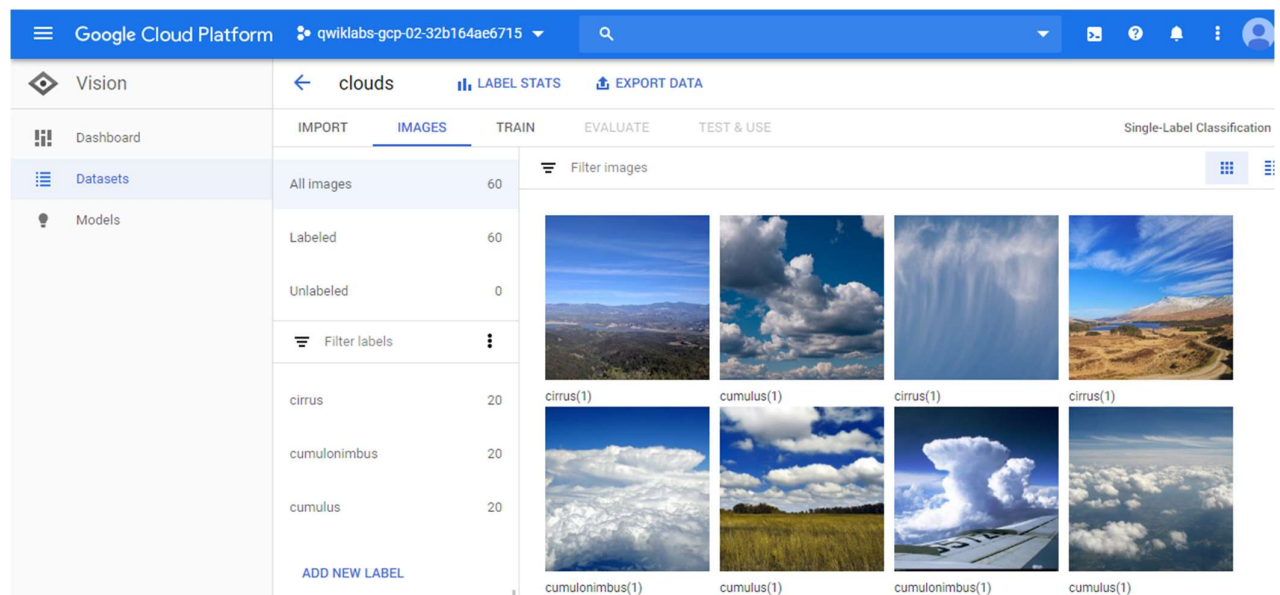 Google Cloud Platform qwiklabs-gcp-02-32b164ae6715
Vision
clouds LABEL STATS EXPORT DATA
IMPORT IMAGES TRAIN EVALUATE TEST & USE Single-Label Classification
Dashboard
Datasets
Models
All images 60
Labeled 60
Unlabeled 0
Filter labels
cirrus 20
cumulonimbus 20
cumulus 20
ADD NEW LABEL
Filter images
cirrus(1) cumulus(1) cirrus(1) cirrus(1)
cumulonimbus(1) cumulus(1) cumulonimbus(1) cumulus(1)